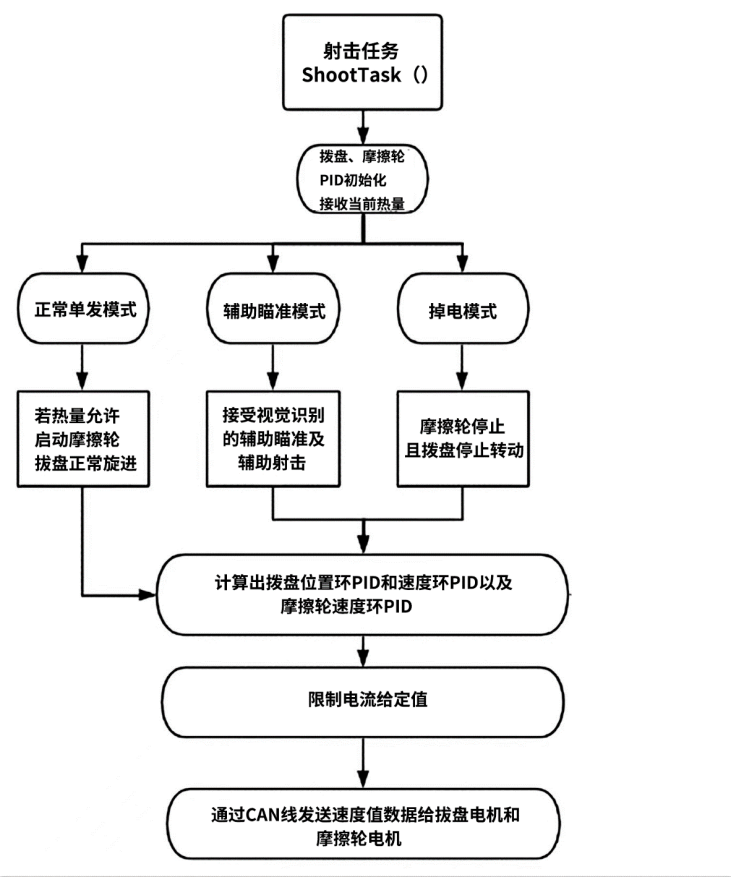 射击任务
ShootTask（）
拨盘、摩擦轮
PID初始化
接收当前热量
正常单发模式
辅助瞄准模式
掉电模式
若热量允许
启动摩擦轮
拔盘正常旋进
接受视觉识别
的辅助瞄准及
辅助射击
摩擦轮停止
且拨盘停止转动
计算出拨盘位置环PID和速度环PID以及
摩擦轮速度环PID
限制电流给定值
通过CAN线发送速度值数据给拔盘电机和
摩擦轮电机